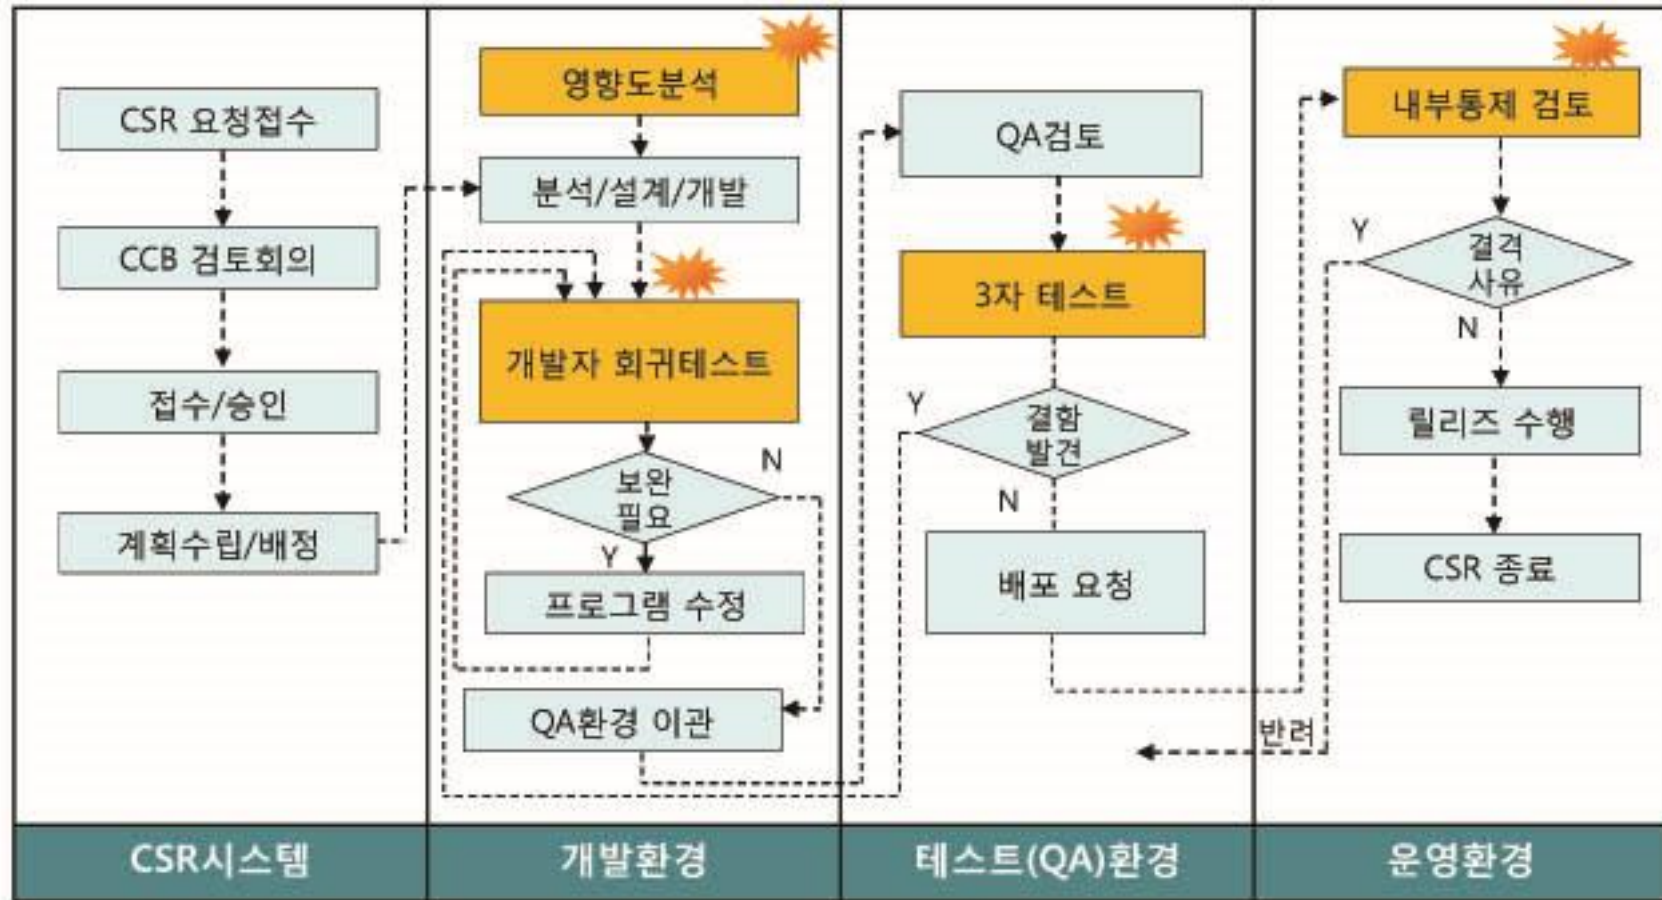 CSR 요청접수
CCB 검토회의
접수/승인
계획수립/배정
CSR시스템
영향도분석
분석/설계/개발
개발자 회귀테스트
보완
필요
N
Y
프로그램 수정
QA환경 이관
개발환경
QA검토
3자 테스트
Y
결함
발견
N
배포 요청
테스트(QA)환경
내부통제 검토
Y
결격
사유
N
릴리즈 수행
CSR 종료
반려
운영환경